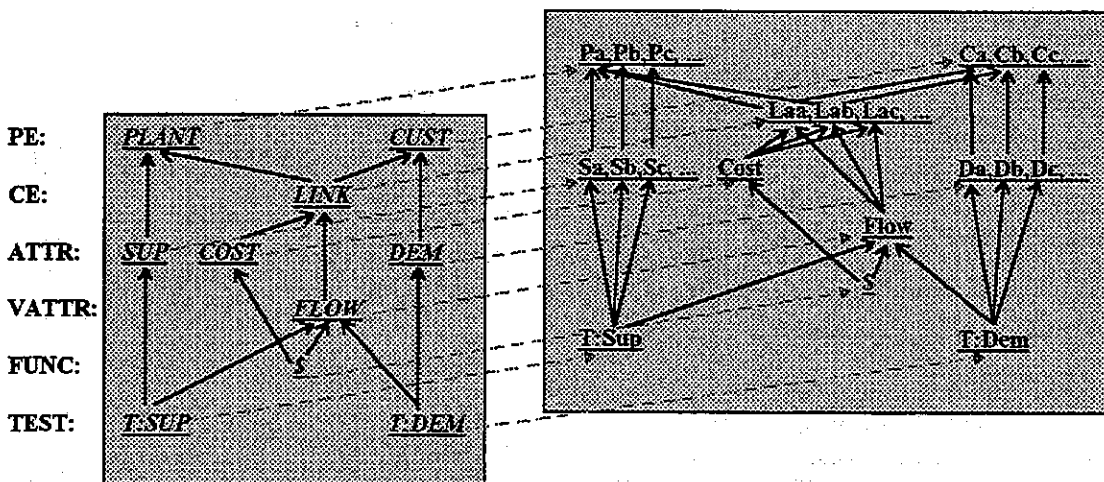 Pa,Pb,Pc,
Ca,Cb,Cc,
Laa, Lab, Lac,
Sa,Sb,Sc,
Cost
Da, Db, Dc,
Flow
$
T:Sup
T:Dem
PE: PLANT CUST
CE: LINK
ATTR: SUP COST DEM
VATTR: FLOW
FUNC: $
TEST: T:SUP T:DEM